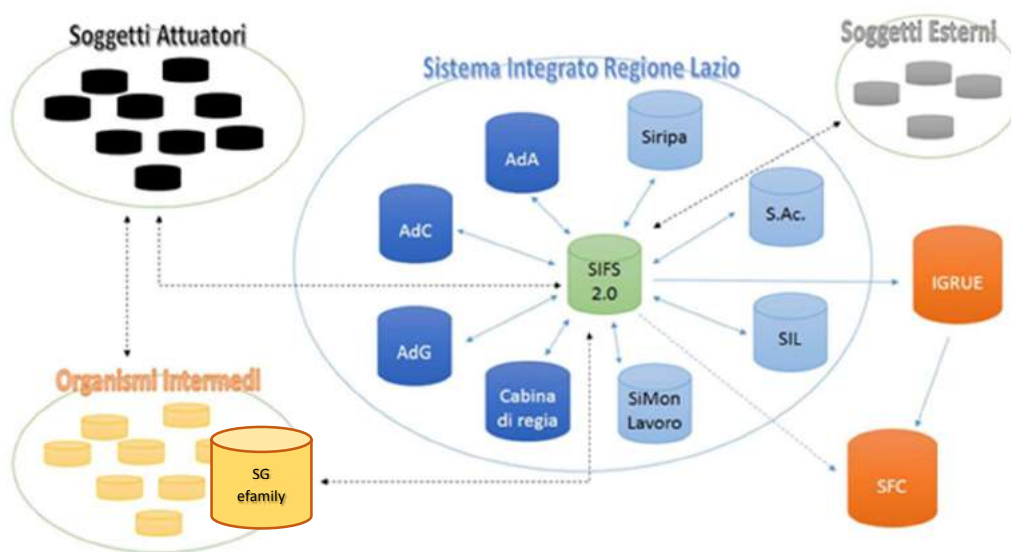 Soggetti Attuatori
Soggetti Esterni
Sistema Integrato Regione Lazio
AdA
Siripa
AdC
S.Ac.
SIFS
2.0
IGRUE
AdG
SIL
Cabina
di regia
SiMon
Lavoro
Organismi Intermedi
SG
efamily
SFC